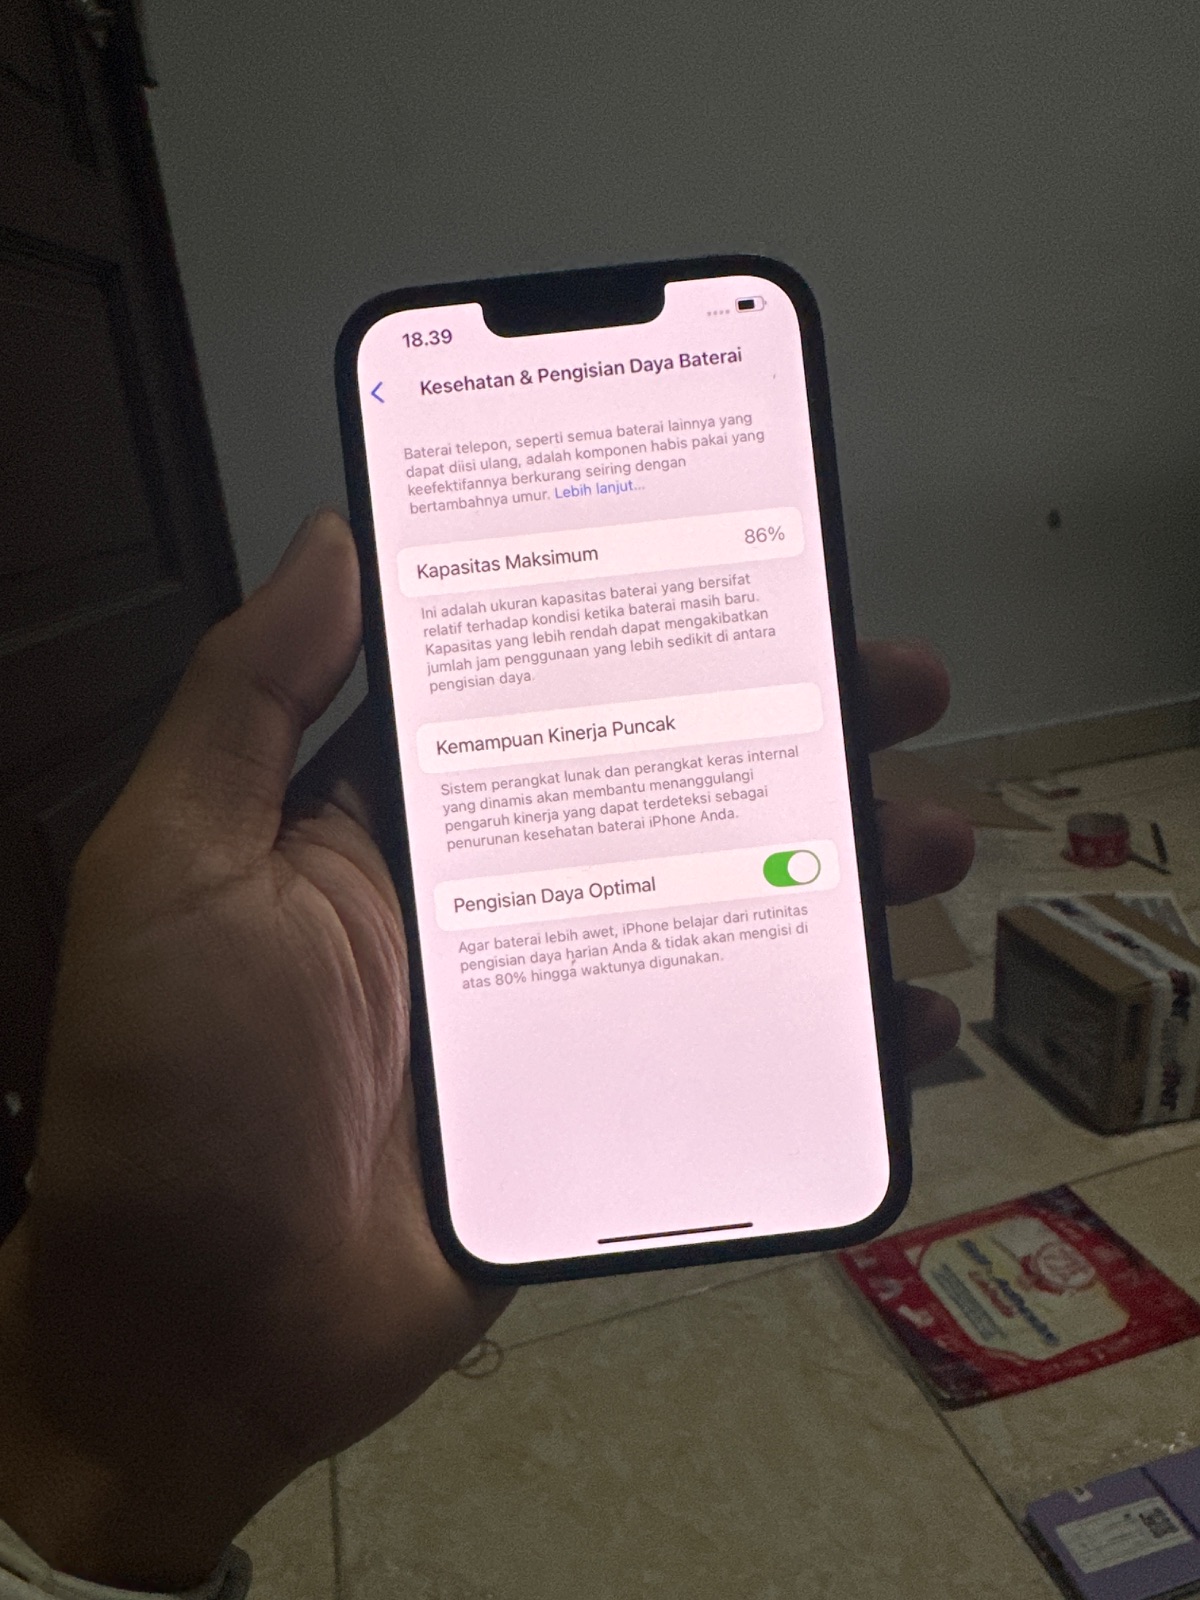 18.39
Kesehatan & Pengisian Daya Baterai
Baterai telepon, seperti semua baterai lainnya yang
dapat diisi ulang, adalah komponen habis pakai yang
keefektifannya berkurang seiring dengan
bertambahnya umur. Lebih lanjut...
Kapasitas Maksimum 86%
Ini adalah ukuran kapasitas baterai yang bersifat
relatif terhadap kondisi ketika baterai masih baru.
Kapasitas yang lebih rendah dapat mengakibatkan
jumlah jam penggunaan yang lebih sedikit di antara
pengisian daya.
Kemampuan Kinerja Puncak
Sistem perangkat lunak dan perangkat keras internal
yang dinamis akan membantu menanggulangi
pengaruh kinerja yang dapat terdeteksi sebagai
penurunan kesehatan baterai iPhone Anda.
Pengisian Daya Optimal
Agar baterai lebih awet, iPhone belajar dari rutinitas
pengisian daya harian Anda & tidak akan mengisi di
atas 80% hingga waktunya digunakan.